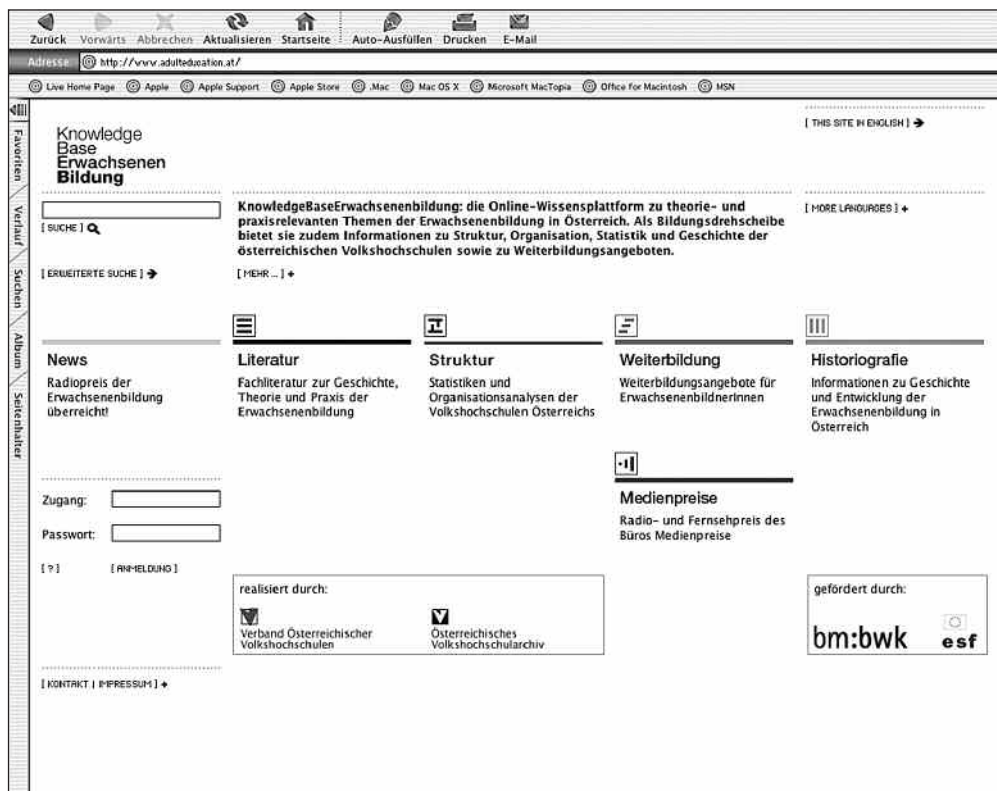 Zurück Vorwärts Abbrechen Aktualisieren Startseite Auto-Ausfüllen Drucken E-Mail
Adresse http://www.adulteducation.at/
Live Home Page Apple Apple Support Apple Store .Mac Mac OS X Microsoft MacTopia Office for Macintosh MSN
Favoriten
Verlauf
Suchen
Album
Seitenhalter
[ THIS SITE IN ENGLISH ]
Knowledge
Base
Erwachsenen
Bildung
[ SUCHE ]
[ ERWEITERTE SUCHE ]
KnowledgeBaseErwachsenenbildung: die Online-Wissensplattform zu theorie- und
praxisrelevanten Themen der Erwachsenenbildung in Österreich. Als Bildungsdrehscheibe
bietet sie zudem Informationen zu Struktur, Organisation, Statistik und Geschichte der
österreichischen Volkshochschulen sowie zu Weiterbildungsangeboten.
[ MEHR ... ] +
[ MORE LANGUAGES ] +
News
Radiopreis der
Erwachsenenbildung
überreicht!
Literatur
Fachliteratur zur Geschichte,
Theorie und Praxis der
Erwachsenenbildung
Struktur
Statistiken und
Organisationsanalysen der
Volkshochschulen Österreichs
Weiterbildung
Weiterbildungsangebote für
ErwachsenenbildnerInnen
Historiografie
Informationen zu Geschichte
und Entwicklung der
Erwachsenenbildung in
Österreich
Medienpreise
Radio- und Fernsehpreis des
Büros Medienpreise
Zugang:
Passwort:
[ ? ] [ ANMELDUNG ]
realisiert durch:
Verband Österreichischer
Volkshochschulen
Österreichisches
Volkshochschularchiv
gefördert durch:
bm:bwk esf
[ KONTAKT | IMPRESSUM ] +